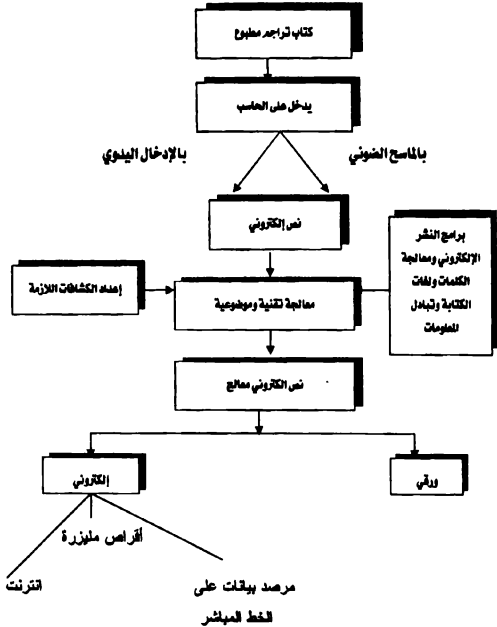 كتاب تراجم مطبوع
يدخل على الحاسب
بالماسح الضوئي
بالإدخال اليدوي
نص إلكتروني
برامج النشر
الإلكتروني ومعالجة
الكلمات ولغات
الكتابة وتبادل
المعلومات
معالجة تقنية وموضوعية
إعداد الكشافات اللازمة
نص الكتروني معالج
ورقي
إلكتروني
أقراص مليزرة
مرصد بيانات على
الخط المباشر
انترنت